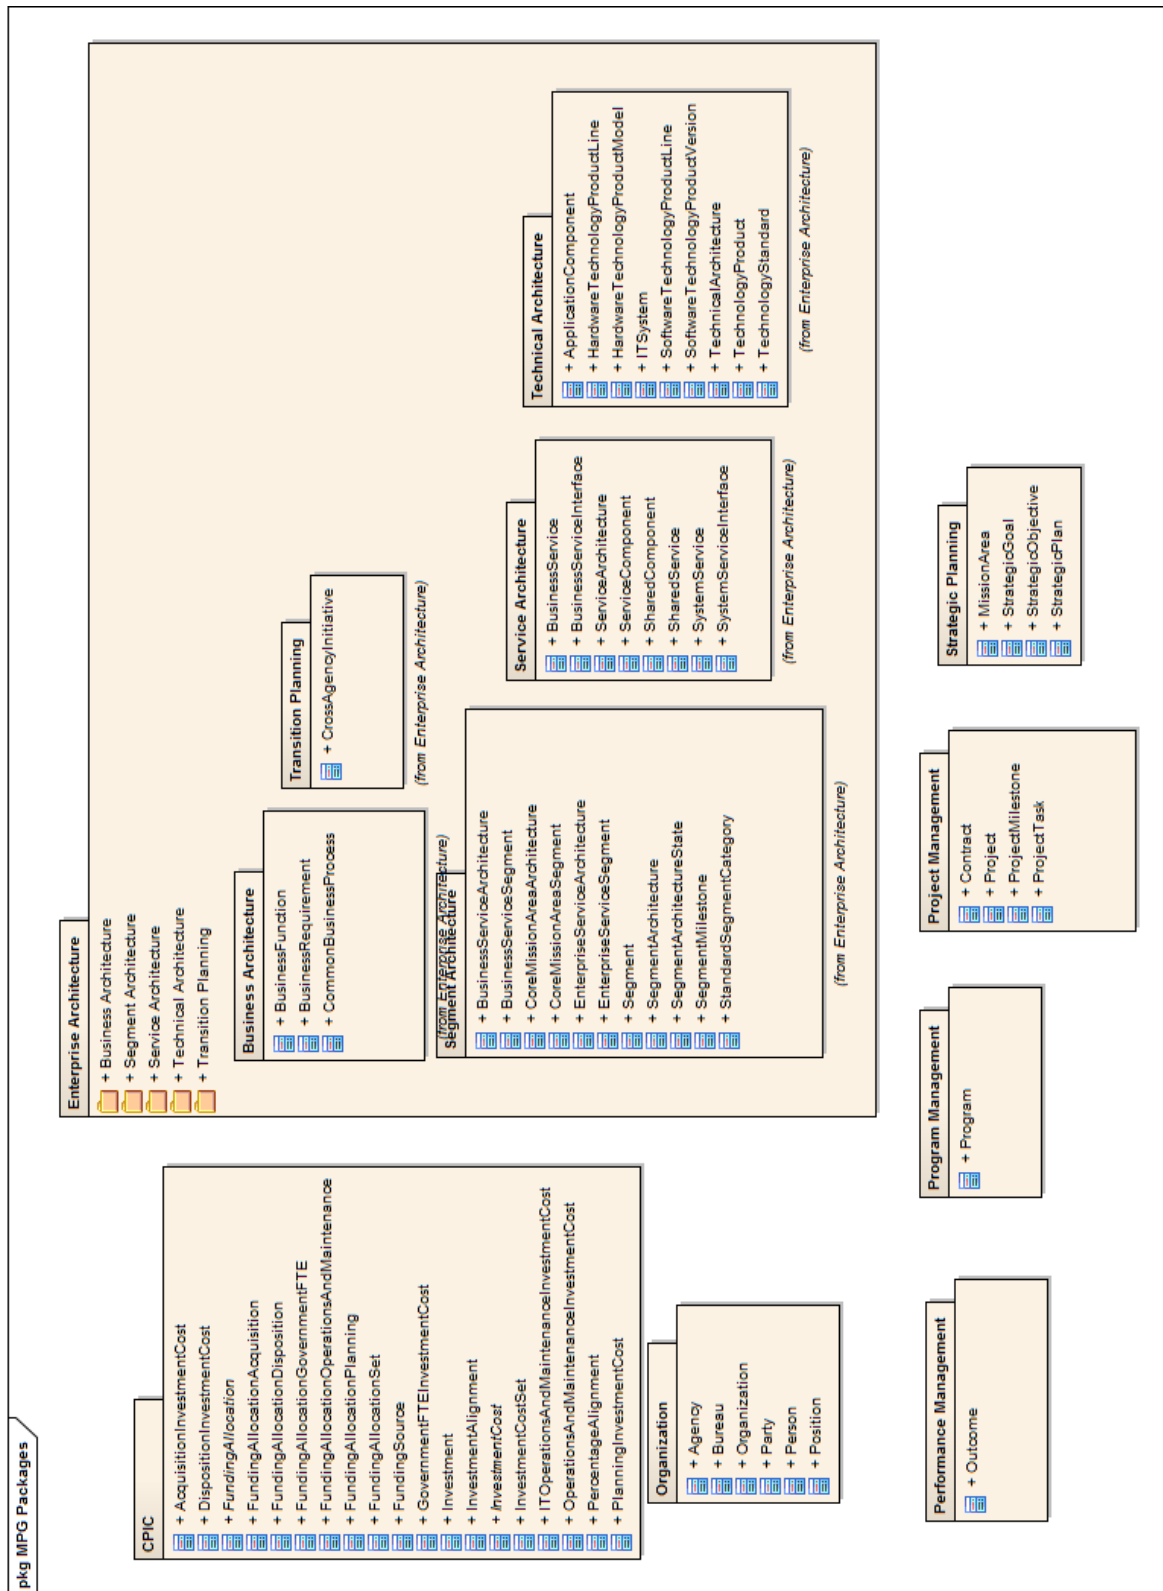 pkg MPG Packages
CPIC
+ AcquisitionInvestmentCost
+ DispositionInvestmentCost
+ FundingAllocation
+ FundingAllocationAcquisition
+ FundingAllocationDisposition
+ FundingAllocationGovernmentFTE
+ FundingAllocationOperationsAndMaintenance
+ FundingAllocationPlanning
+ FundingAllocationSet
+ FundingSource
+ GovernmentFTEInvestmentCost
+ Investment
+ InvestmentAlignment
+ InvestmentCost
+ InvestmentCostSet
+ ITOperationsAndMaintenanceInvestmentCost
+ OperationsAndMaintenanceInvestmentCost
+ PercentageAlignment
+ PlanningInvestmentCost
Enterprise Architecture
+ Business Architecture
+ Segment Architecture
+ Service Architecture
+ Technical Architecture
+ Transition Planning
Business Architecture
+ BusinessFunction
+ BusinessRequirement
+ CommonBusinessProcess
(from Enterprise Architecture)
Transition Planning
+ CrossAgencyInitiative
(from Enterprise Architecture)
Segment Architecture
+ BusinessServiceArchitecture
+ BusinessServiceSegment
+ CoreMissionAreaArchitecture
+ CoreMissionAreaSegment
+ EnterpriseServiceArchitecture
+ EnterpriseServiceSegment
+ Segment
+ SegmentArchitecture
+ SegmentArchitectureState
+ SegmentMilestone
+ StandardSegmentCategory
(from Enterprise Architecture)
Service Architecture
+ BusinessService
+ BusinessServiceInterface
+ ServiceArchitecture
+ ServiceComponent
+ SharedComponent
+ SharedService
+ SystemService
+ SystemServiceInterface
(from Enterprise Architecture)
Technical Architecture
+ ApplicationComponent
+ HardwareTechnologyProductLine
+ HardwareTechnologyProductModel
+ ITSystem
+ SoftwareTechnologyProductLine
+ SoftwareTechnologyProductVersion
+ TechnicalArchitecture
+ TechnologyProduct
+ TechnologyStandard
(from Enterprise Architecture)
Organization
+ Agency
+ Bureau
+ Organization
+ Party
+ Person
+ Position
Performance Management
+ Outcome
Program Management
+ Program
Project Management
+ Contract
+ Project
+ ProjectMilestone
+ ProjectTask
Strategic Planning
+ MissionArea
+ StrategicGoal
+ StrategicObjective
+ StrategicPlan